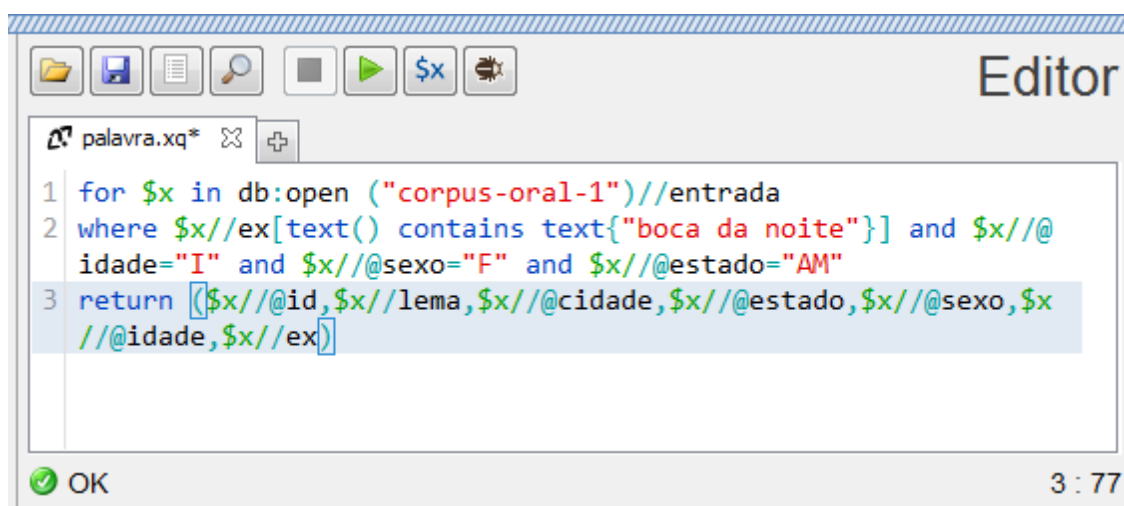 $x
Editor
palavra.xq*
1 for $x in db:open ("corpus-oral-1")//entrada
2 where $x//ex[text() contains text{"boca da noite"}] and $x//@
idade="I" and $x//@sexo="F" and $x//@estado="AM"
3 return ($x//@id,$x//lema,$x//@cidade,$x//@estado,$x//@sexo,$x
//@idade,$x//ex)
OK
3 : 77